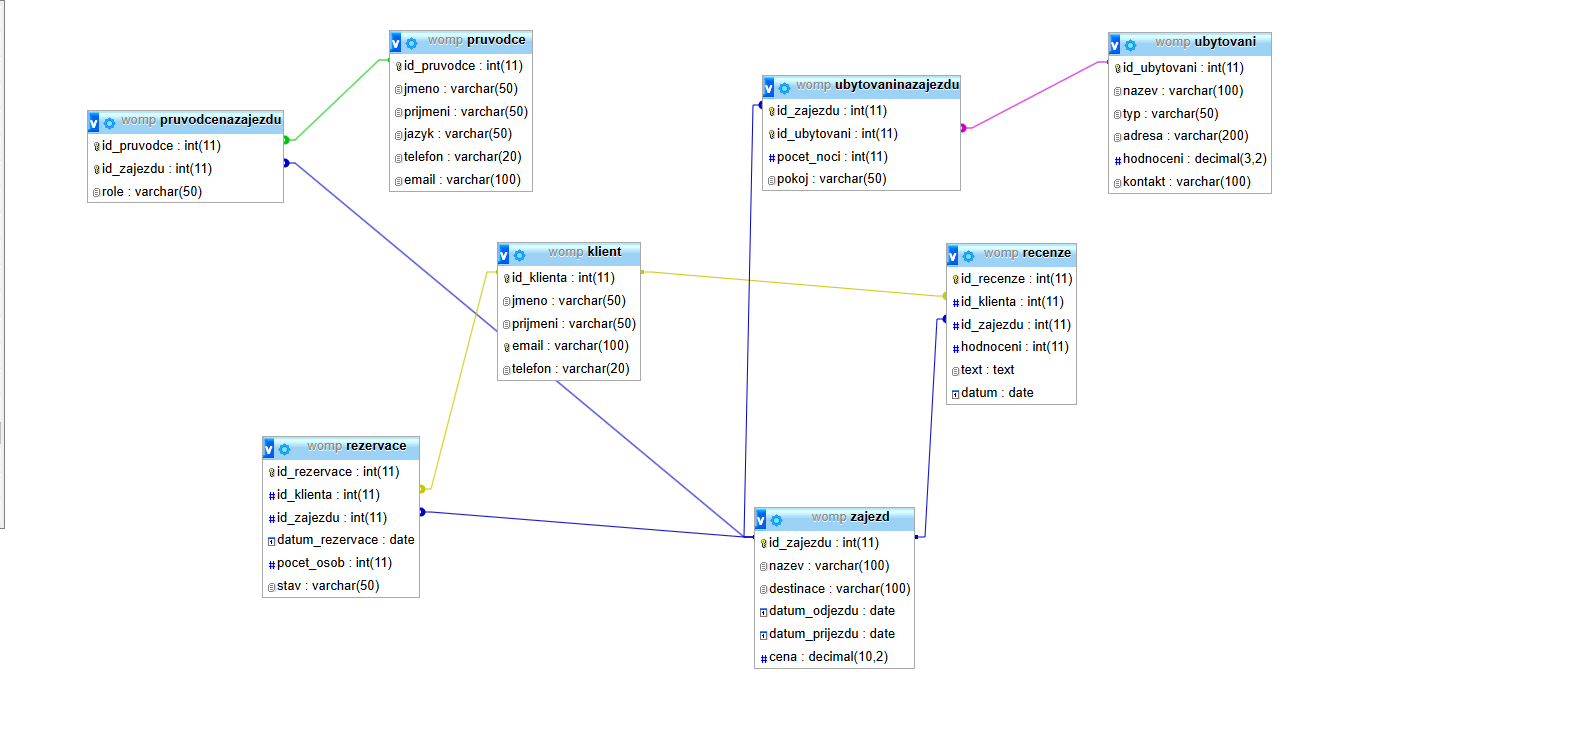 womp pruvodce
id_pruvodce : int(11)
jmeno : varchar(50)
prijmeni : varchar(50)
jazyk : varchar(50)
telefon : varchar(20)
email : varchar(100)
womp ubytovani
id_ubytovani : int(11)
nazev : varchar(100)
typ : varchar(50)
adresa : varchar(200)
hodnoceni : decimal(3,2)
kontakt : varchar(100)
womp ubytovaninazajezdu
id_zajezdu : int(11)
id_ubytovani : int(11)
pocet_noci : int(11)
pokoj : varchar(50)
womp pruvodcenazajezdu
id_pruvodce : int(11)
id_zajezdu : int(11)
role : varchar(50)
womp klient
id_klienta : int(11)
jmeno : varchar(50)
prijmeni : varchar(50)
email : varchar(100)
telefon : varchar(20)
womp recenze
id_recenze : int(11)
id_klienta : int(11)
id_zajezdu : int(11)
hodnoceni : int(11)
text : text
datum : date
womp rezervace
id_rezervace : int(11)
id_klienta : int(11)
id_zajezdu : int(11)
datum_rezervace : date
pocet_osob : int(11)
stav : varchar(50)
womp zajezd
id_zajezdu : int(11)
nazev : varchar(100)
destinace : varchar(100)
datum_odjezdu : date
datum_prijezdu : date
cena : decimal(10,2)